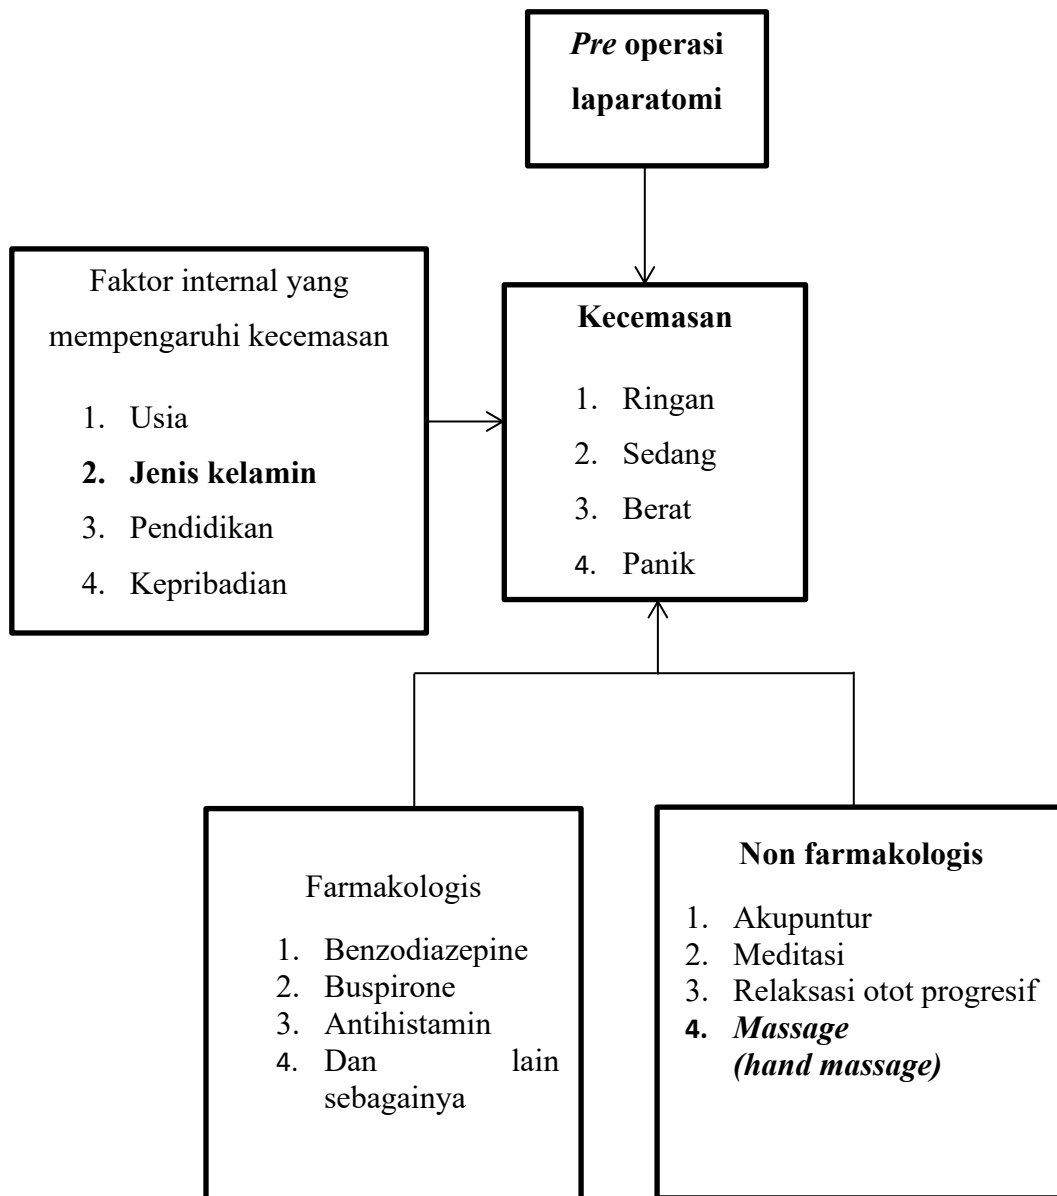 Pre operasi
laparatomi
Faktor internal yang
mempengaruhi kecemasan
1. Usia
2. Jenis kelamin
3. Pendidikan
4. Kepribadian
Kecemasan
1. Ringan
2. Sedang
3. Berat
4. Panik
Farmakologis
1. Benzodiazepine
2. Buspirone
3. Antihistamin
4. Dan lain
sebagainya
Non farmakologis
1. Akupuntur
2. Meditasi
3. Relaksasi otot progresif
4. Massage
(hand massage)